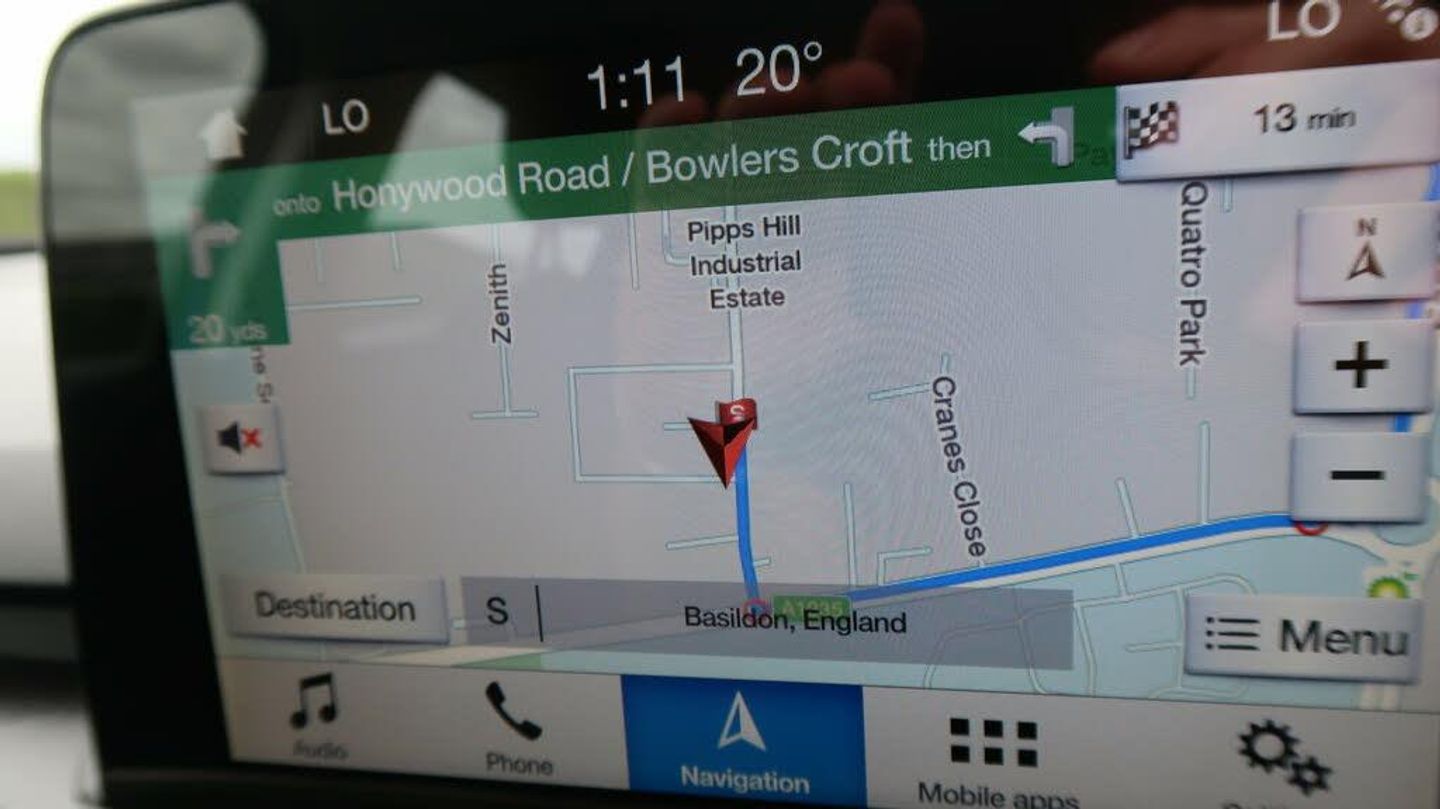 LO
1:11 20°
LO
onto Honywood Road / Bowlers Croft then
13 min
20 yds
Pipps Hill
Industrial
Estate
Zenith
Quatro Park
N
Cranes Close
S
+
−
Destination
S
Basildon, England
Menu
Audio
Phone
Navigation
Mobile apps